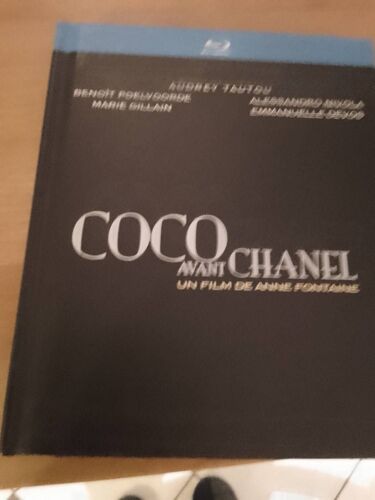 AUDREY TAUTOU
BENOÎT POELVOORDE ALESSANDRO NIVOLA
MARIE GILLAIN EMMANUELLE DEVOS
COCO
AVANT CHANEL
UN FILM DE ANNE FONTAINE